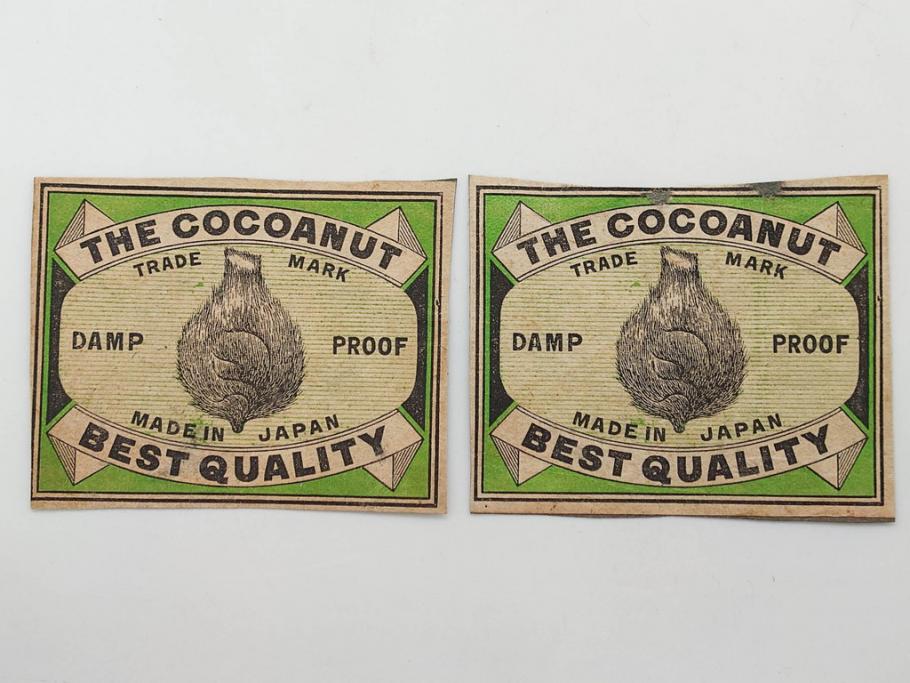 THE COCOANUT
TRADE MARK
DAMP PROOF
MADE IN JAPAN
BEST QUALITY
THE COCOANUT
TRADE MARK
DAMP PROOF
MADE IN JAPAN
BEST QUALITY